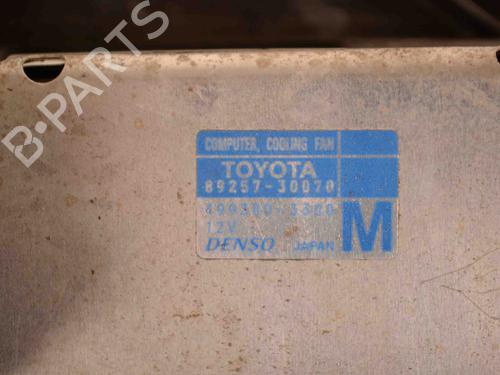 B-PARTS
COMPUTER, COOLING FAN
TOYOTA
89257-30070
12V
DENSO JAPAN
M